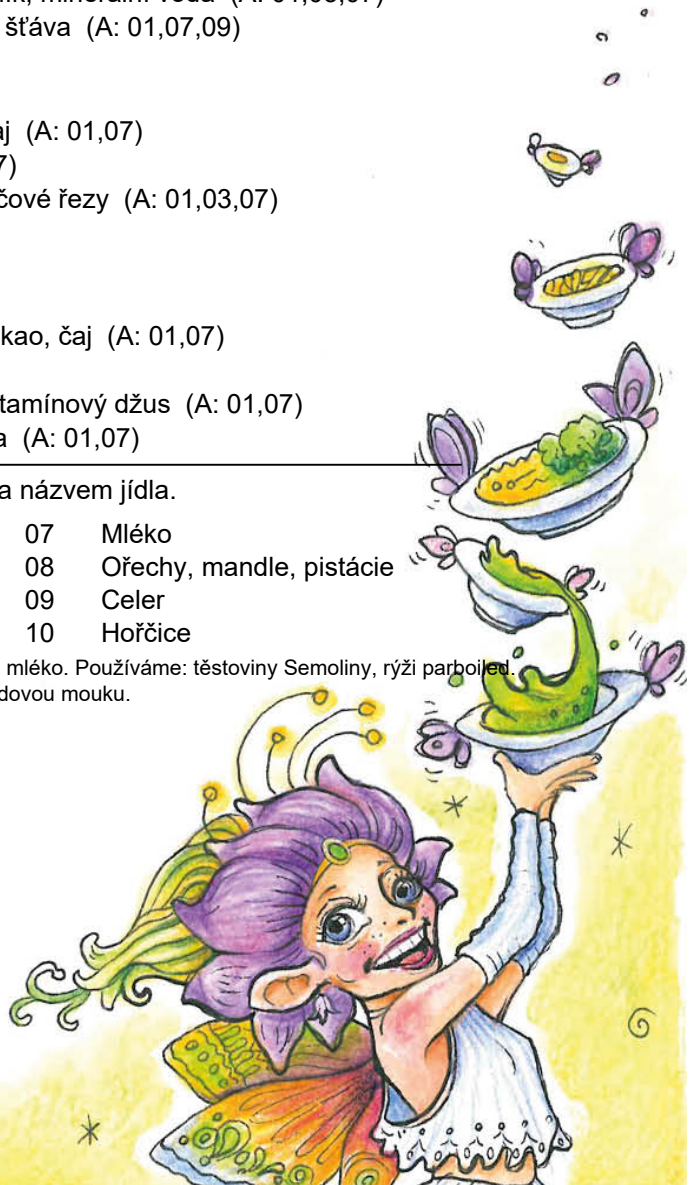 šťáva (A: 01,07,09)
(A: 01,07)
čové řezy (A: 01,03,07)
kao, čaj (A: 01,07)
tamínový džus (A: 01,07)
a (A: 01,07)
a názvem jídla.
07 Mléko
08 Ořechy, mandle, pistácie
09 Celer
10 Hořčice
mléko. Používáme: těstoviny Semoliny, rýži parboiled.
dovou mouku.